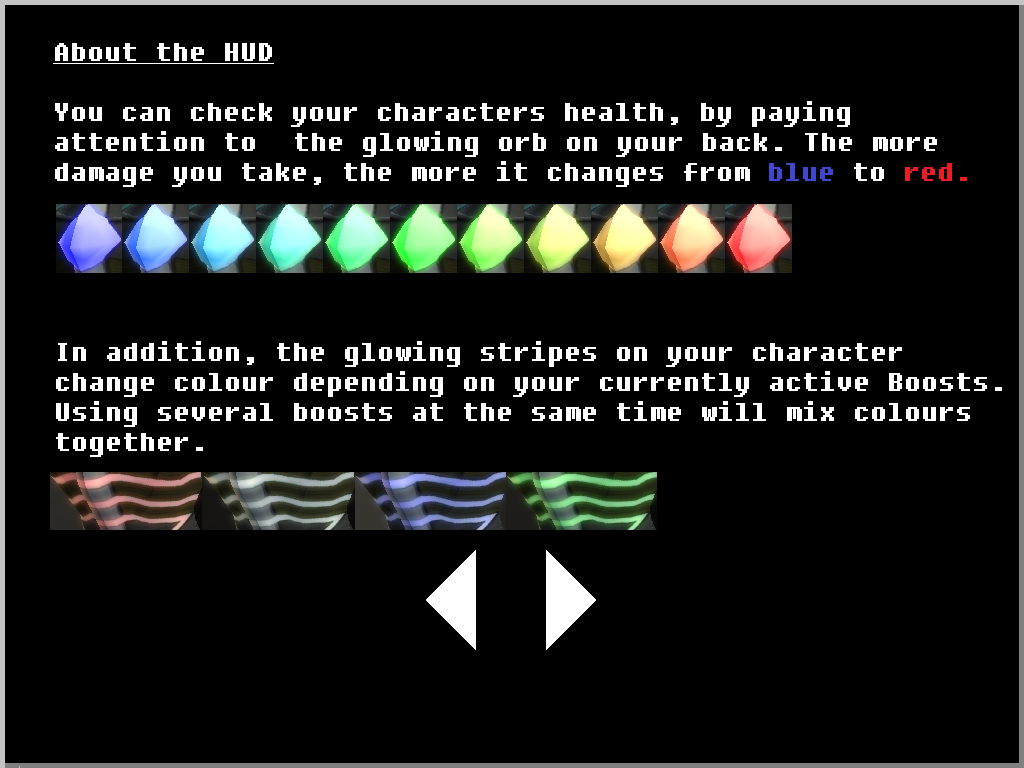 About the HUD
You can check your characters health, by paying
attention to  the glowing orb on your back. The more
damage you take, the more it changes from blue to red.
In addition, the glowing stripes on your character
change colour depending on your currently active Boosts.
Using several boosts at the same time will mix colours
together.